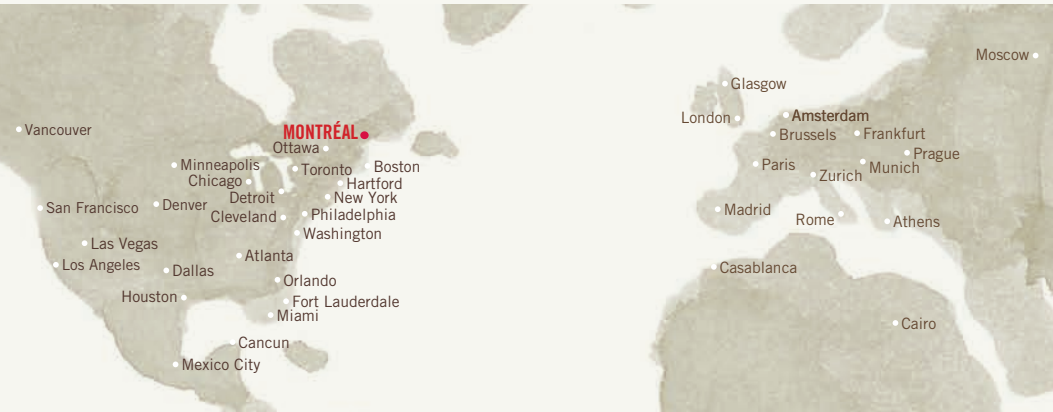 Moscow
Glasgow
London
Amsterdam
Vancouver
MONTRÉAL
Brussels
Frankfurt
Ottawa
Prague
Minneapolis
Toronto
Boston
Paris
Munich
Chicago
Hartford
Zurich
Detroit
New York
San Francisco
Denver
Cleveland
Philadelphia
Madrid
Rome
Athens
Washington
Las Vegas
Atlanta
Los Angeles
Dallas
Casablanca
Orlando
Houston
Fort Lauderdale
Miami
Cairo
Cancun
Mexico City